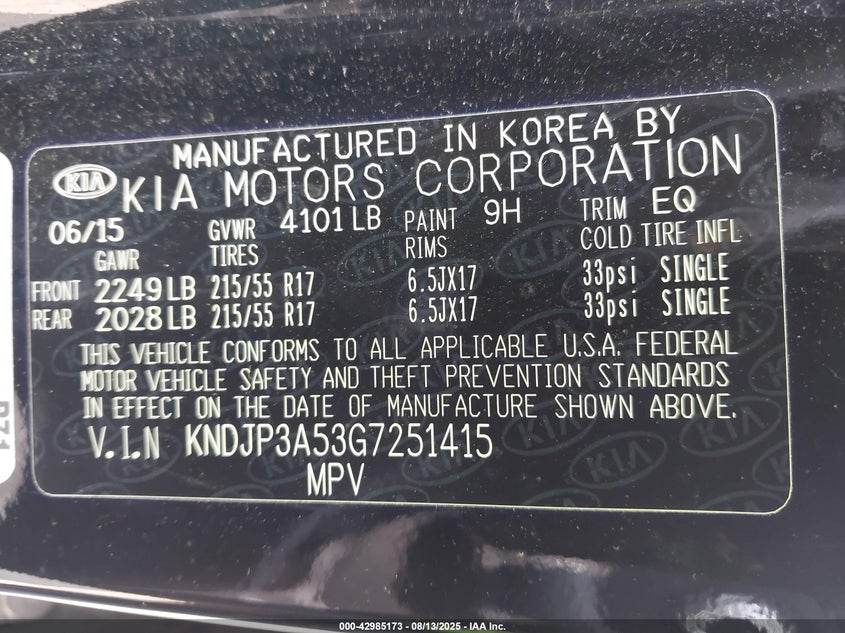 MANUFACTURED IN KOREA BY
KIA KIA MOTORS CORPORATION
06/15 GVWR 4101 LB PAINT 9H TRIM EQ
GAWR TIRES RIMS COLD TIRE INFL
FRONT 2249 LB 215/55 R17 6.5JX17 33psi SINGLE
REAR 2028 LB 215/55 R17 6.5JX17 33psi SINGLE
THIS VEHICLE CONFORMS TO ALL APPLICABLE U.S.A. FEDERAL
MOTOR VEHICLE SAFETY AND THEFT PREVENTION STANDARDS
IN EFFECT ON THE DATE OF MANUFACTURE SHOWN ABOVE.
V.I.N KNDJP3A53G7251415
MPV
000-42985173 - 08/13/2025 - IAA Inc.